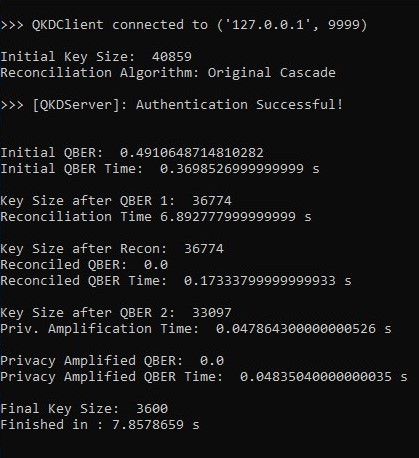 >>> QKDClient connected to ('127.0.0.1', 9999)
Initial Key Size:  40859
Reconciliation Algorithm: Original Cascade
>>> [QKDServer]: Authentication Successful!
Initial QBER:  0.4910648714810282
Initial QBER Time:  0.3698526999999999 s
Key Size after QBER 1:  36774
Reconciliation Time 6.892777999999999 s
Key Size after Recon:  36774
Reconciled QBER:  0.0
Reconciled QBER Time:  0.17333799999999933 s
Key Size after QBER 2:  33097
Priv. Amplification Time:  0.047864300000000526 s
Privacy Amplified QBER:  0.0
Privacy Amplified QBER Time:  0.04835040000000035 s
Final Key Size:  3600
Finished in : 7.8578659 s